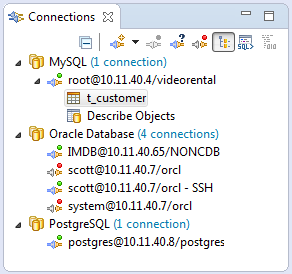 Connections
SQL
MySQL (1 connection)
root@10.11.40.4/videorental
t_customer
Describe Objects
Oracle Database (4 connections)
IMDB@10.11.40.65/NONCDB
scott@10.11.40.7/orcl
scott@10.11.40.7/orcl - SSH
system@10.11.40.7/orcl
PostgreSQL (1 connection)
postgres@10.11.40.8/postgres